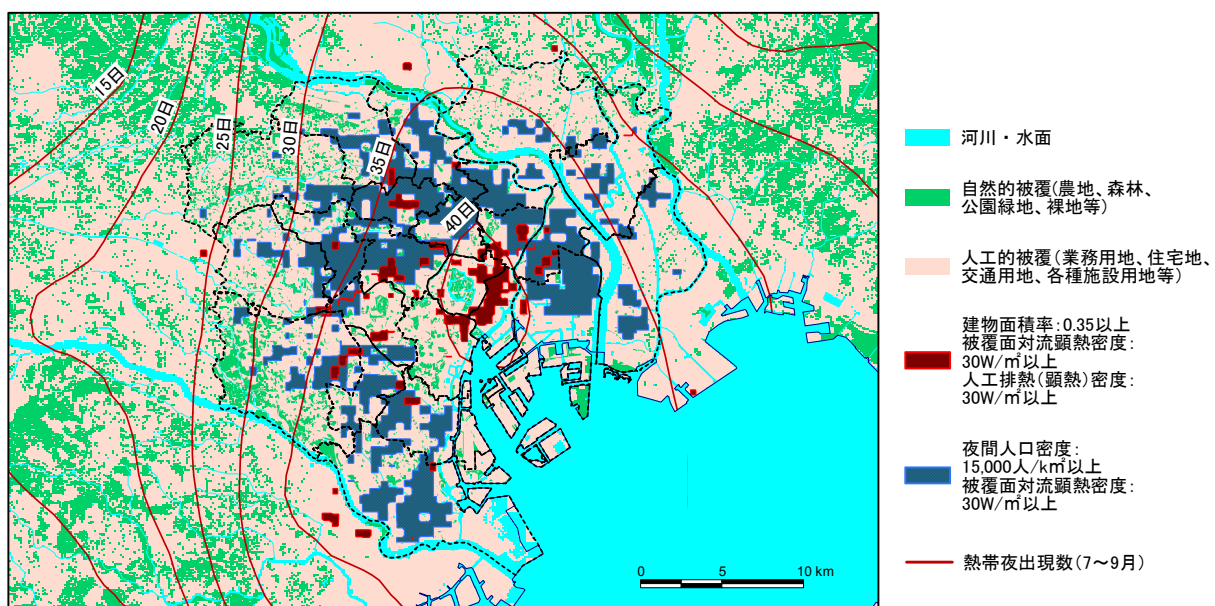 15日
20日
25日
30日
35日
40日
0 5 10 km
河川・水面
自然的被覆(農地、森林、
公園緑地、裸地等)
人工的被覆(業務用地、住宅地、
交通用地、各種施設用地等)
建物面積率:0.35以上
被覆面対流顕熱密度:
30W/㎡以上
人工排熱(顕熱)密度:
30W/㎡以上
夜間人口密度:
15,000人/k㎡以上
被覆面対流顕熱密度:
30W/㎡以上
熱帯夜出現数(7～9月)